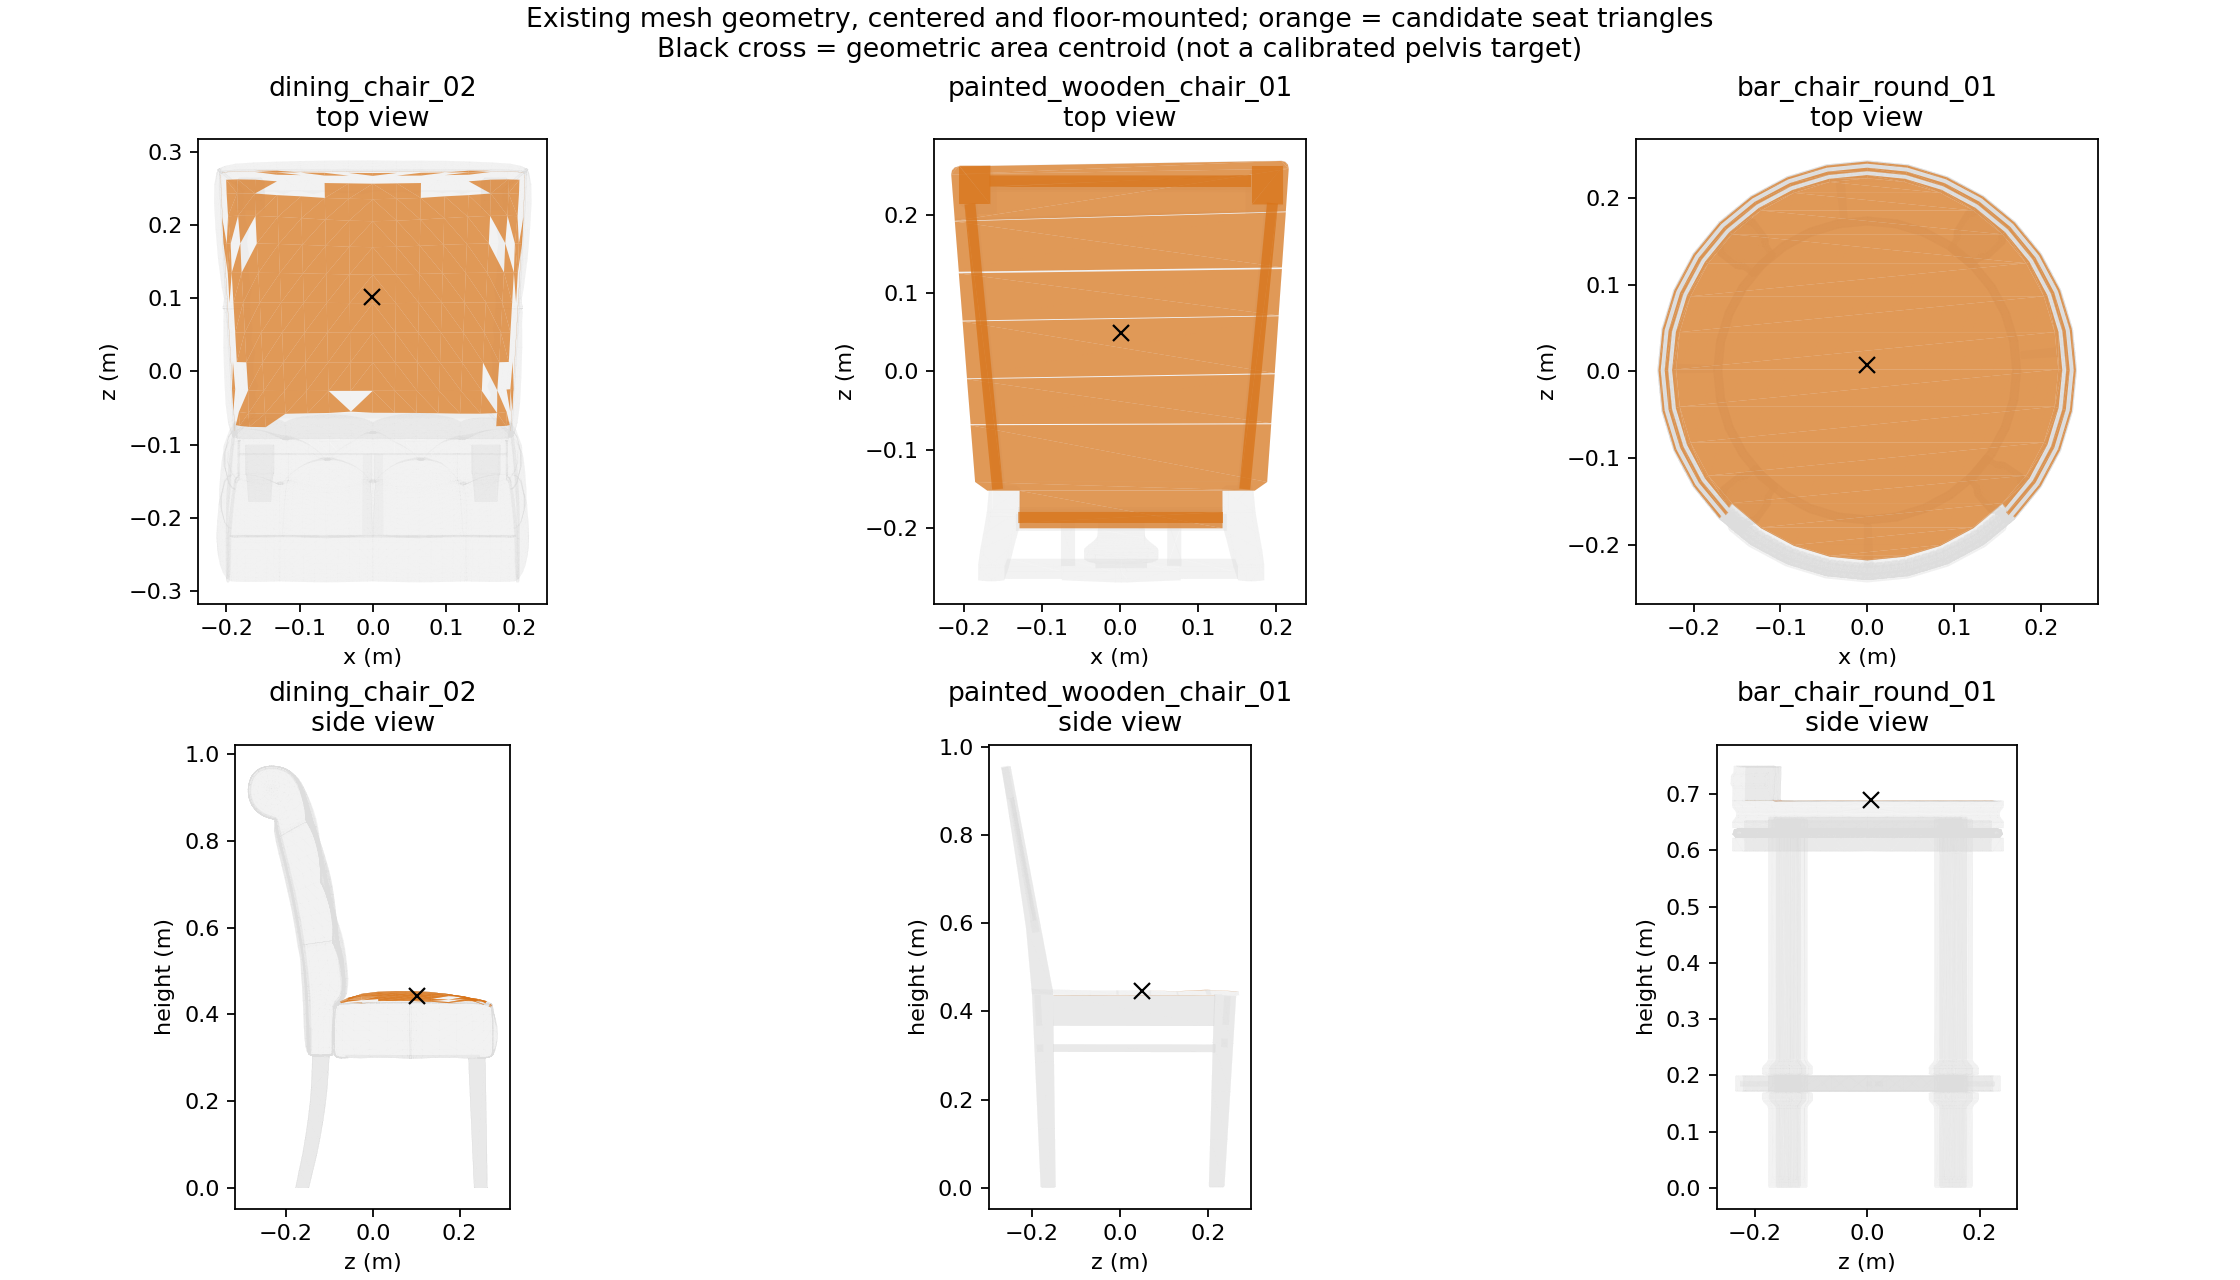 Existing mesh geometry, centered and floor-mounted; orange = candidate seat triangles
Black cross = geometric area centroid (not a calibrated pelvis target)
dining_chair_02
top view
0.3
0.2
0.1
0.0
−0.1
−0.2
−0.3
z (m)
−0.2 −0.1 0.0 0.1 0.2
x (m)
painted_wooden_chair_01
top view
0.2
0.1
0.0
−0.1
−0.2
z (m)
−0.2 −0.1 0.0 0.1 0.2
x (m)
bar_chair_round_01
top view
0.2
0.1
0.0
−0.1
−0.2
z (m)
−0.2 −0.1 0.0 0.1 0.2
x (m)
dining_chair_02
side view
1.0
0.8
0.6
0.4
0.2
0.0
height (m)
−0.2 0.0 0.2
z (m)
painted_wooden_chair_01
side view
1.0
0.8
0.6
0.4
0.2
0.0
height (m)
−0.2 0.0 0.2
z (m)
bar_chair_round_01
side view
0.7
0.6
0.5
0.4
0.3
0.2
0.1
0.0
height (m)
−0.2 0.0 0.2
z (m)